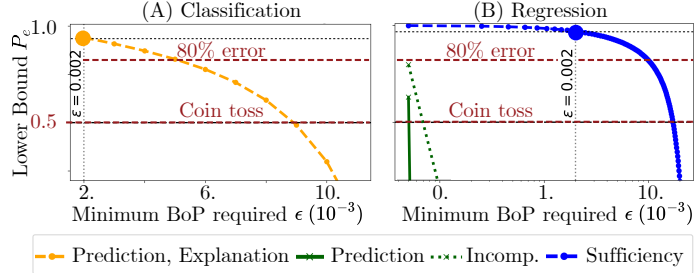 (A) Classification
(B) Regression
Lower Bound Pₑ
1.0
0.5
80% error
Coin toss
ε = 0.002
2. 6. 10.
Minimum BoP required ϵ (10⁻³)
80% error
Coin toss
ε = 0.002
0. 1. 10.
Minimum BoP required ϵ (10⁻³)
Prediction, Explanation Prediction Incomp. Sufficiency